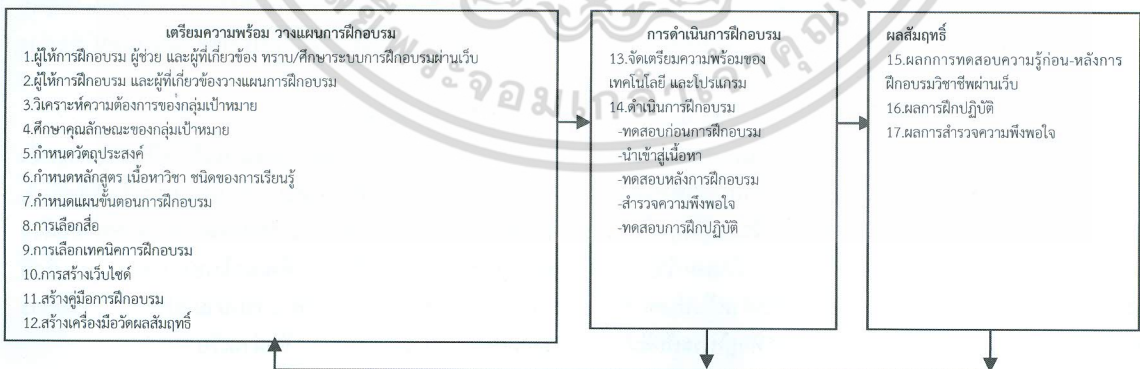 เตรียมความพร้อม วางแผนการฝึกอบรม
1.ผู้ให้การฝึกอบรม ผู้ช่วย และผู้ที่เกี่ยวข้อง ทราบ/ศึกษาระบบการฝึกอบรมผ่านเว็บ
2.ผู้ให้การฝึกอบรม และผู้ที่เกี่ยวข้องวางแผนการฝึกอบรม
3.วิเคราะห์ความต้องการของกลุ่มเป้าหมาย
4.ศึกษาคุณลักษณะของกลุ่มเป้าหมาย
5.กำหนดวัตถุประสงค์
6.กำหนดหลักสูตร เนื้อหาวิชา ชนิดของการเรียนรู้
7.กำหนดแผนขั้นตอนการฝึกอบรม
8.การเลือกสื่อ
9.การเลือกเทคนิคการฝึกอบรม
10.การสร้างเว็บไซต์
11.สร้างคู่มือการฝึกอบรม
12.สร้างเครื่องมือวัดผลสัมฤทธิ์
การดำเนินการฝึกอบรม
13.จัดเตรียมความพร้อมของ
เทคโนโลยี และโปรแกรม
14.ดำเนินการฝึกอบรม
-ทดสอบก่อนการฝึกอบรม
-นำเข้าสู่เนื้อหา
-ทดสอบหลังการฝึกอบรม
-สำรวจความพึงพอใจ
-ทดสอบการฝึกปฏิบัติ
ผลสัมฤทธิ์
15.ผลกการทดสอบความรู้ก่อน-หลังการ
ฝึกอบรมวิชาชีพผ่านเว็บ
16.ผลการฝึกปฏิบัติ
17.ผลการสำรวจความพึงพอใจ